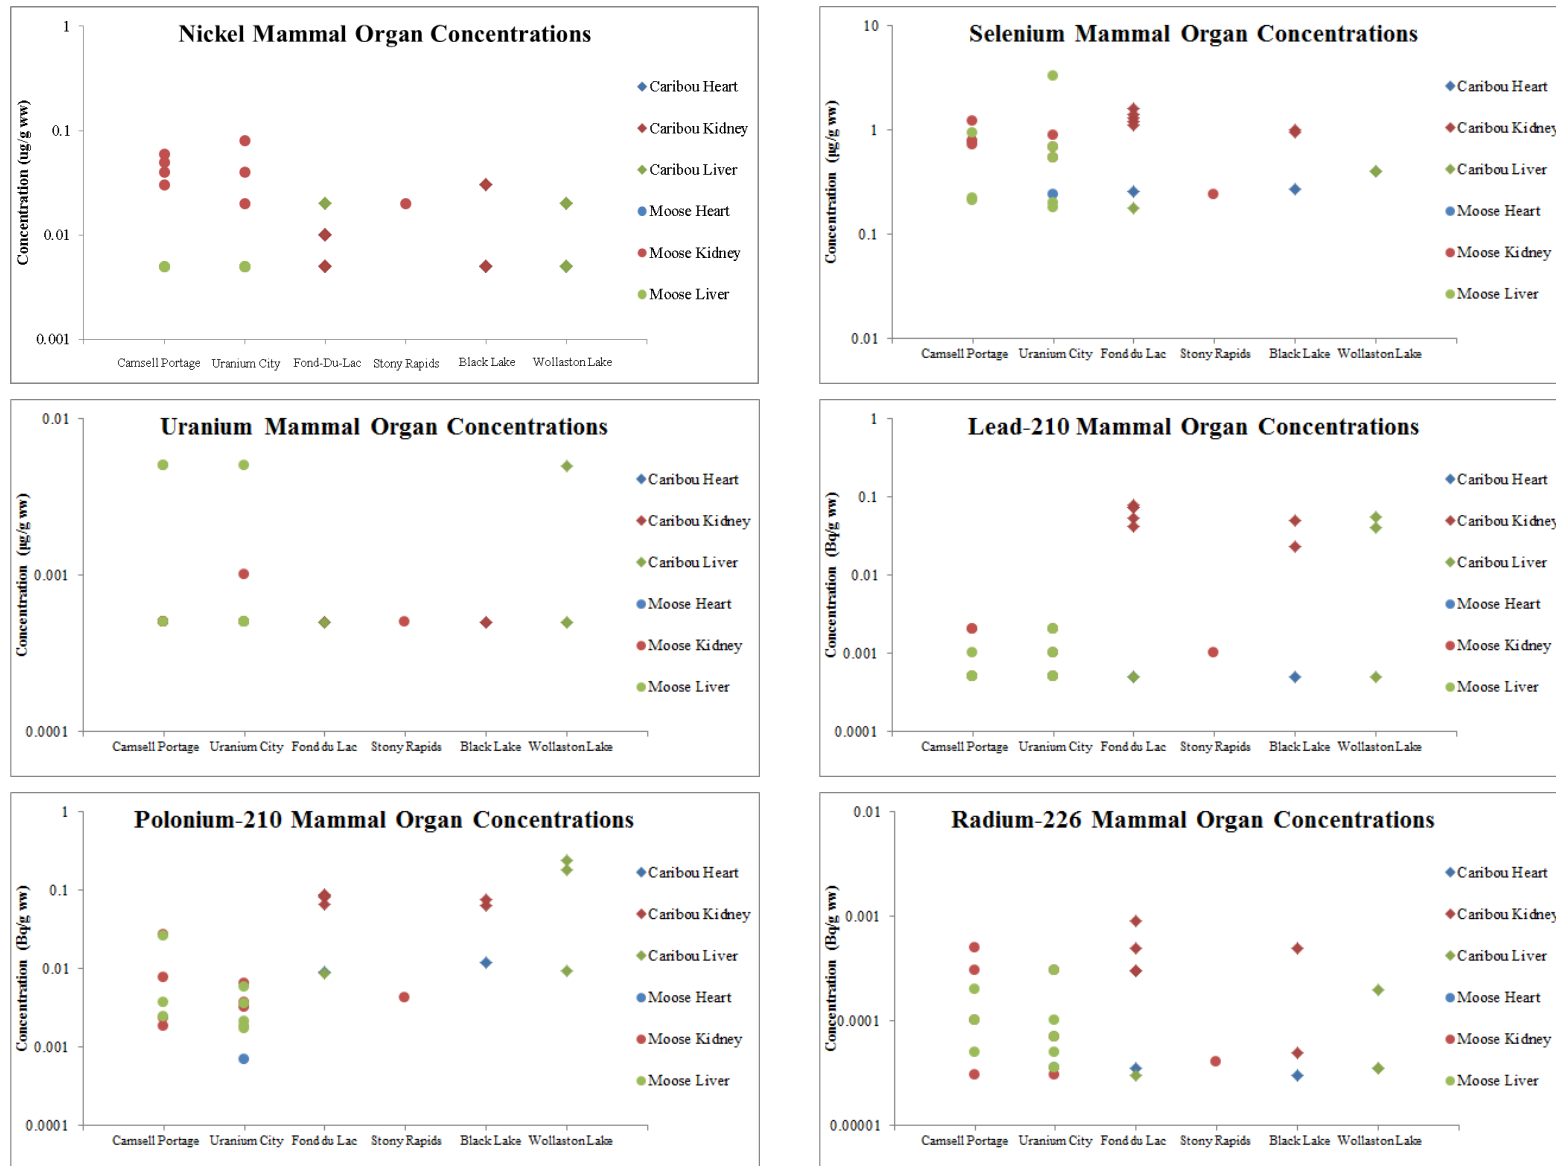 Nickel Mammal Organ Concentrations
Concentration (ug/g ww)
1
0.1
0.01
0.001
Camsell Portage Uranium City Fond-Du-Lac Stony Rapids Black Lake Wollaston Lake
Caribou Heart
Caribou Kidney
Caribou Liver
Moose Heart
Moose Kidney
Moose Liver
Selenium Mammal Organ Concentrations
Concentration (µg/g ww)
10
1
0.1
0.01
Camsell Portage Uranium City Fond du Lac Stony Rapids Black Lake Wollaston Lake
Caribou Heart
Caribou Kidney
Caribou Liver
Moose Heart
Moose Kidney
Moose Liver
Uranium Mammal Organ Concentrations
Concentration (µg/g ww)
0.01
0.001
0.0001
Camsell Portage Uranium City Fond du Lac Stony Rapids Black Lake Wollaston Lake
Caribou Heart
Caribou Kidney
Caribou Liver
Moose Heart
Moose Kidney
Moose Liver
Lead-210 Mammal Organ Concentrations
Concentration (Bq/g ww)
1
0.1
0.01
0.001
0.0001
Camsell Portage Uranium City Fond du Lac Stony Rapids Black Lake Wollaston Lake
Caribou Heart
Caribou Kidney
Caribou Liver
Moose Heart
Moose Kidney
Moose Liver
Polonium-210 Mammal Organ Concentrations
Concentration (Bq/g ww)
1
0.1
0.01
0.001
0.0001
Camsell Portage Uranium City Fond du Lac Stony Rapids Black Lake Wollaston Lake
Caribou Heart
Caribou Kidney
Caribou Liver
Moose Heart
Moose Kidney
Moose Liver
Radium-226 Mammal Organ Concentrations
Concentration (Bq/g ww)
0.01
0.001
0.0001
0.00001
Camsell Portage Uranium City Fond du Lac Stony Rapids Black Lake Wollaston Lake
Caribou Heart
Caribou Kidney
Caribou Liver
Moose Heart
Moose Kidney
Moose Liver